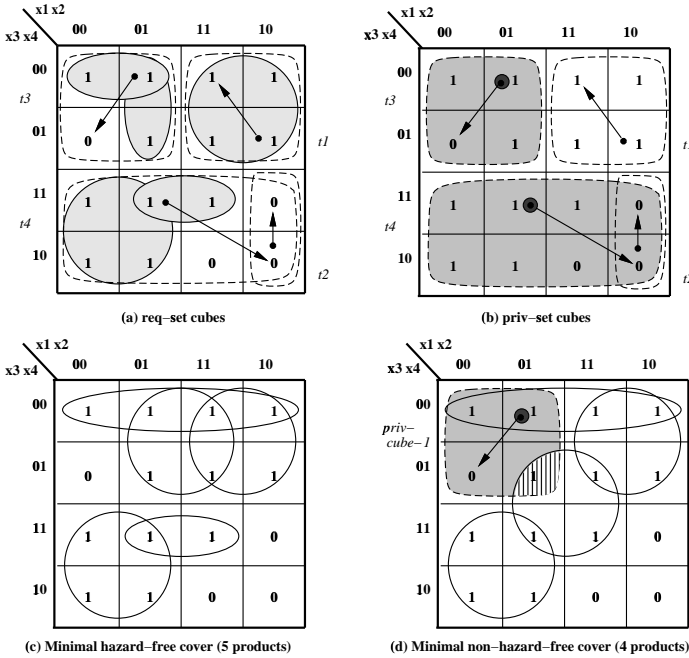 x1 x2
x3 x4
00 01 11 10
00 1 1 1 1
t3
01 0 1 1 1 t1
11 1 1 1 0
t4
10 1 1 0 0 t2
(a) req–set cubes
x1 x2
x3 x4
00 01 11 10
00 1 1 1 1
t3
01 0 1 1 1
11 1 1 1 0
t4
10 1 1 0 0
(b) priv–set cubes
x1 x2
x3 x4
00 01 11 10
00 1 1 1 1
01 0 1 1 1
11 1 1 1 0
10 1 1 0 0
(c) Minimal hazard–free cover (5 products)
x1 x2
x3 x4
00 01 11 10
00 1 1 1 1
priv–
cube–1
01 0 1 1 1
11 1 1 1 0
10 1 1 0 0
(d) Minimal non–hazard–free cover (4 products)